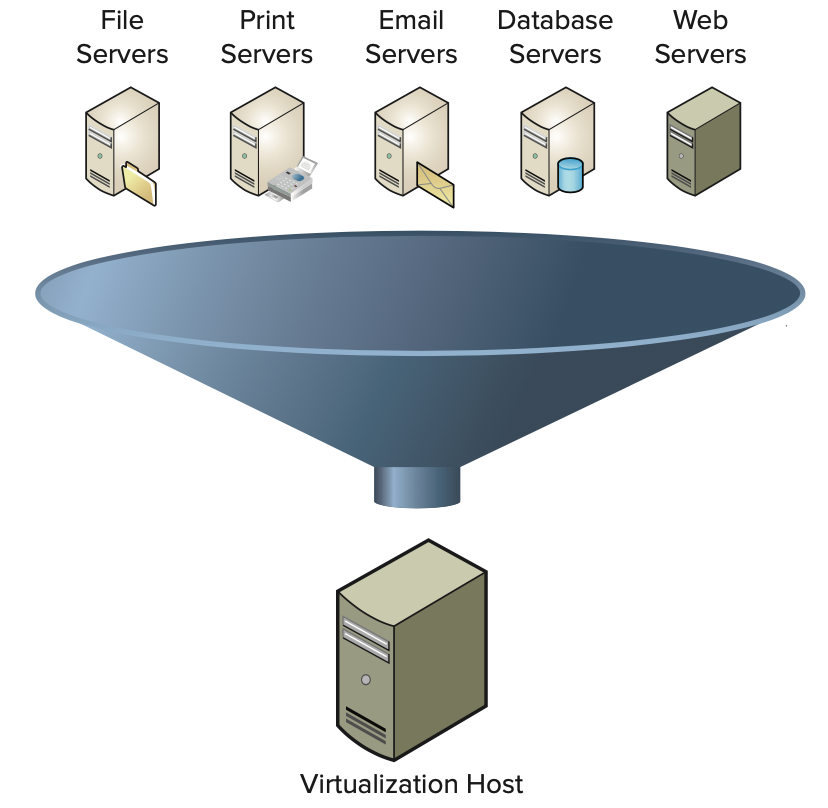 File
Servers
Print
Servers
Email
Servers
Database
Servers
Web
Servers
Virtualization Host